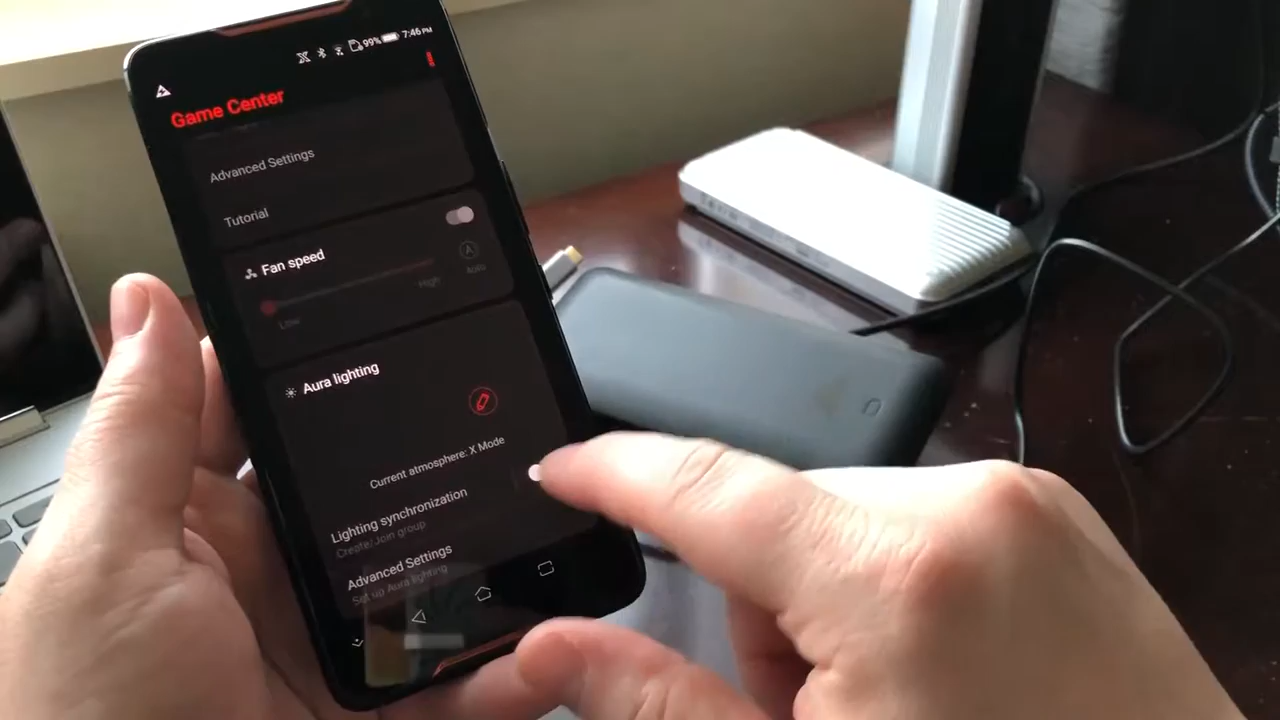 99% 7:46 PM
Game Center
Advanced Settings
Tutorial
Fan speed
Auto
High
Low
Aura lighting
Current atmosphere: X Mode
Lighting synchronization
Create/Join group
Advanced Settings
Set up Aura lighting